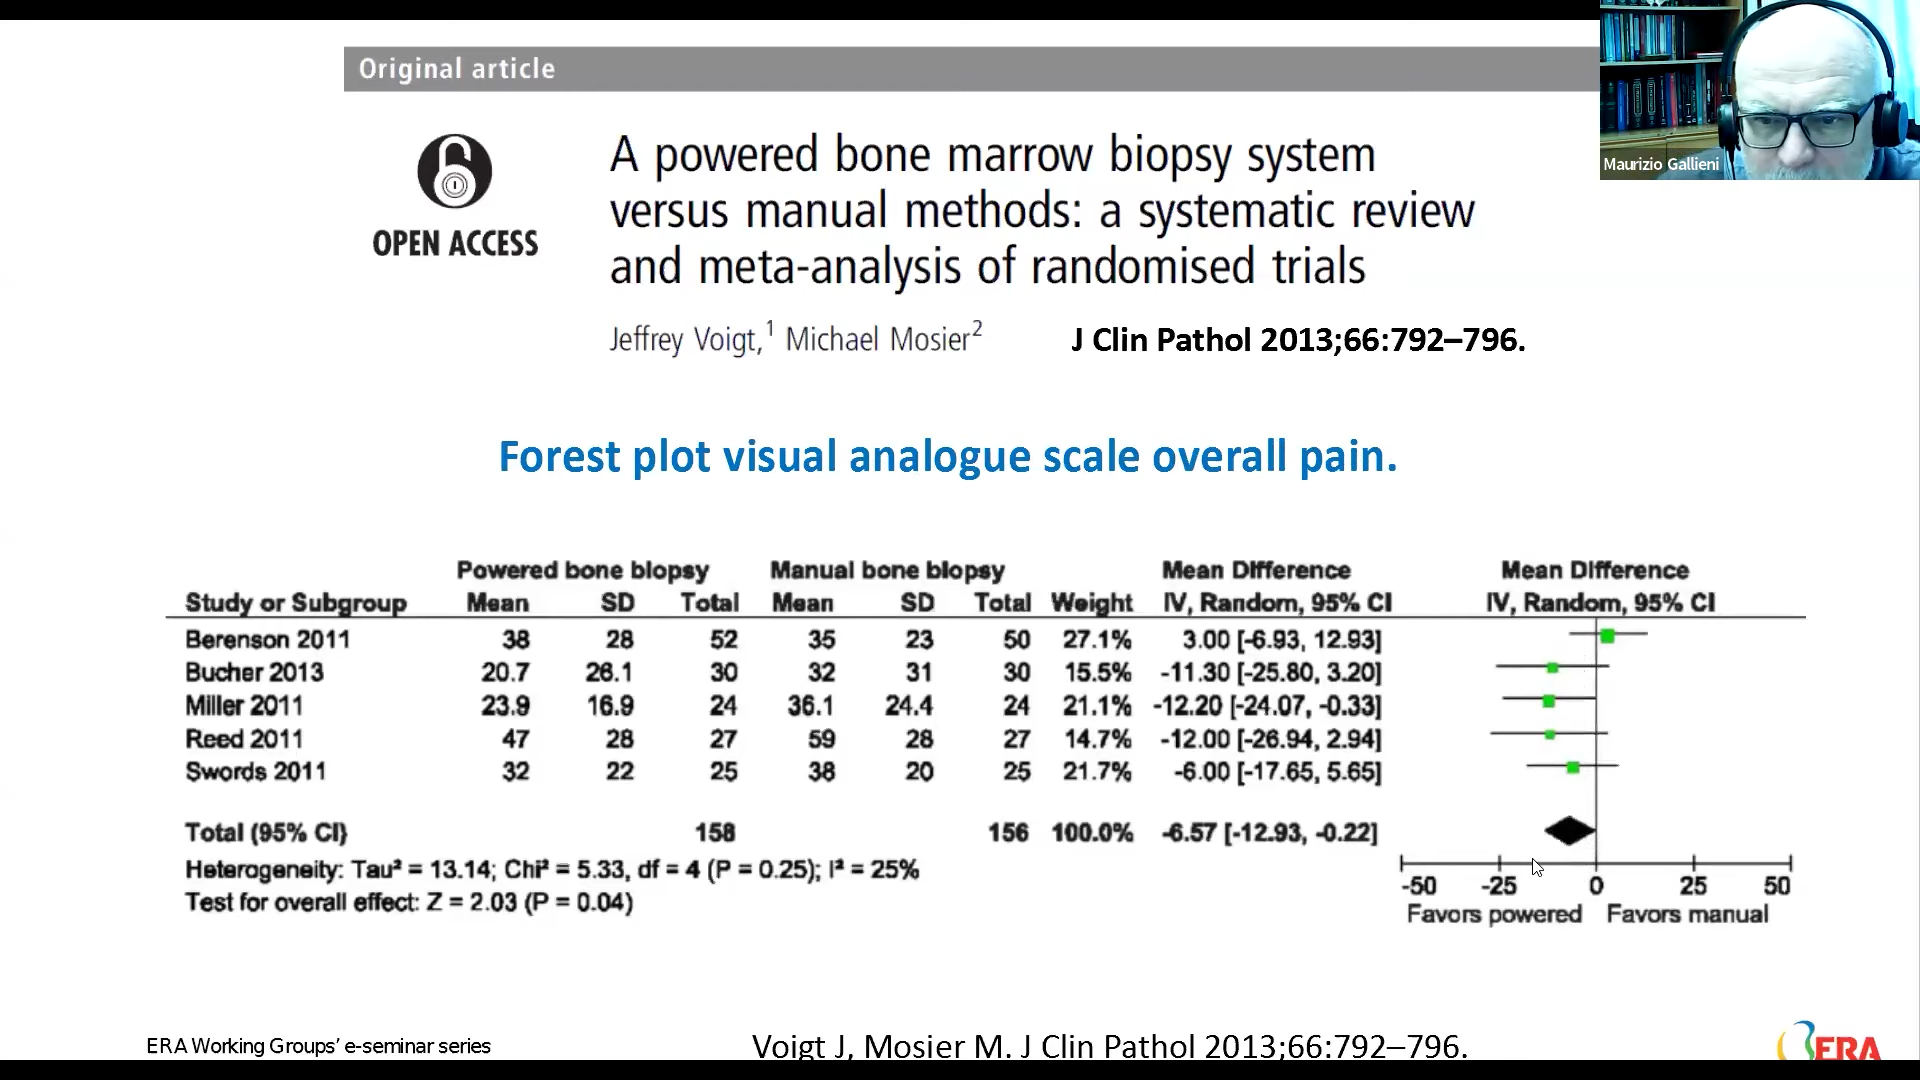 Original article
OPEN ACCESS
A powered bone marrow biopsy system
versus manual methods: a systematic review
and meta-analysis of randomised trials
Jeffrey Voigt,1 Michael Mosier2
J Clin Pathol 2013;66:792–796.
Maurizio Gallieni
Forest plot visual analogue scale overall pain.
Powered bone biopsy Manual bone biopsy Mean Difference Mean Difference
Study or Subgroup Mean SD Total Mean SD Total Weight IV, Random, 95% CI IV, Random, 95% CI
Berenson 2011 38 28 52 35 23 50 27.1% 3.00 [-6.93, 12.93]
Bucher 2013 20.7 26.1 30 32 31 30 15.5% -11.30 [-25.80, 3.20]
Miller 2011 23.9 16.9 24 36.1 24.4 24 21.1% -12.20 [-24.07, -0.33]
Reed 2011 47 28 27 59 28 27 14.7% -12.00 [-26.94, 2.94]
Swords 2011 32 22 25 38 20 25 21.7% -6.00 [-17.65, 5.65]
Total (95% CI) 158 156 100.0% -6.57 [-12.93, -0.22]
Heterogeneity: Tau² = 13.14; Chi² = 5.33, df = 4 (P = 0.25); I² = 25%
Test for overall effect: Z = 2.03 (P = 0.04)
-50 -25 0 25 50
Favors powered Favors manual
ERA Working Groups' e-seminar series
Voigt J, Mosier M. J Clin Pathol 2013;66:792–796.
ERA